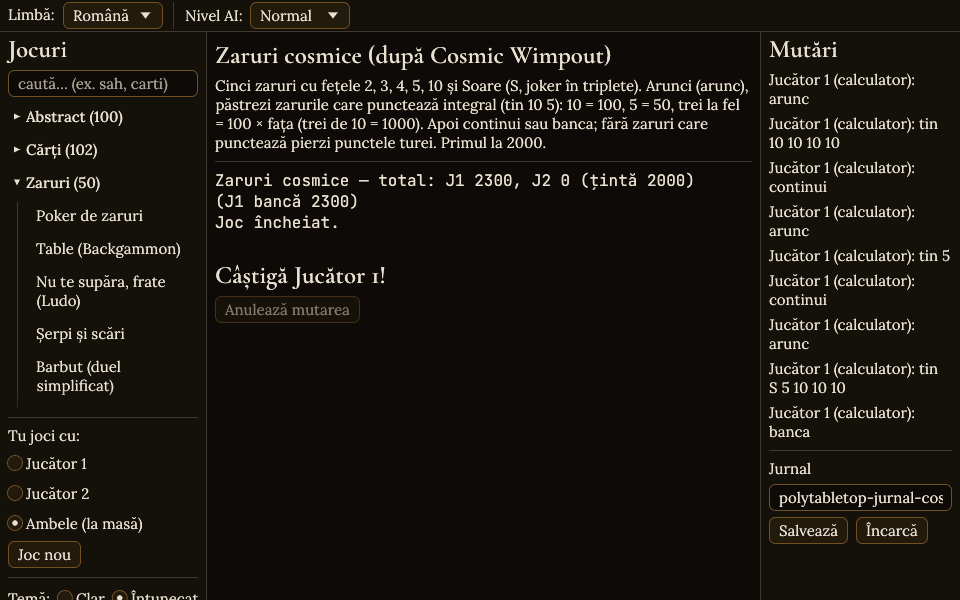 Limbă: Română ▼ Nivel AI: Normal ▼
Jocuri
caută... (ex. sah, carti)
▸ Abstract (100)
▸ Cărți (102)
▾ Zaruri (50)
Poker de zaruri
Table (Backgammon)
Nu te supăra, frate
(Ludo)
Șerpi și scări
Barbut (duel
simplificat)
Tu joci cu:
Jucător 1
Jucător 2
Ambele (la masă)
Joc nou
Temă: Clar Întunecat
Zaruri cosmice (după Cosmic Wimpout)
Cinci zaruri cu fețele 2, 3, 4, 5, 10 și Soare (S, joker în triplete). Arunci (arunc),
păstrezi zarurile care punctează integral (tin 10 5): 10 = 100, 5 = 50, trei la fel
= 100 × fața (trei de 10 = 1000). Apoi continui sau banca; fără zaruri care
punctează pierzi punctele turei. Primul la 2000.
Zaruri cosmice — total: J1 2300, J2 0 (țintă 2000)
(J1 bancă 2300)
Joc încheiat.
Câștigă Jucător 1!
Anulează mutarea
Mutări
Jucător 1 (calculator):
arunc
Jucător 1 (calculator): tin
10 10 10 10
Jucător 1 (calculator):
continui
Jucător 1 (calculator):
arunc
Jucător 1 (calculator): tin 5
Jucător 1 (calculator):
continui
Jucător 1 (calculator):
arunc
Jucător 1 (calculator): tin
S 5 10 10 10
Jucător 1 (calculator):
banca
Jurnal
polytabletop-jurnal-cos
Salvează Încarcă